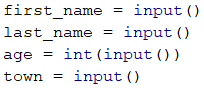 first_name = input()
last_name = input()
age = int(input())
town = input()